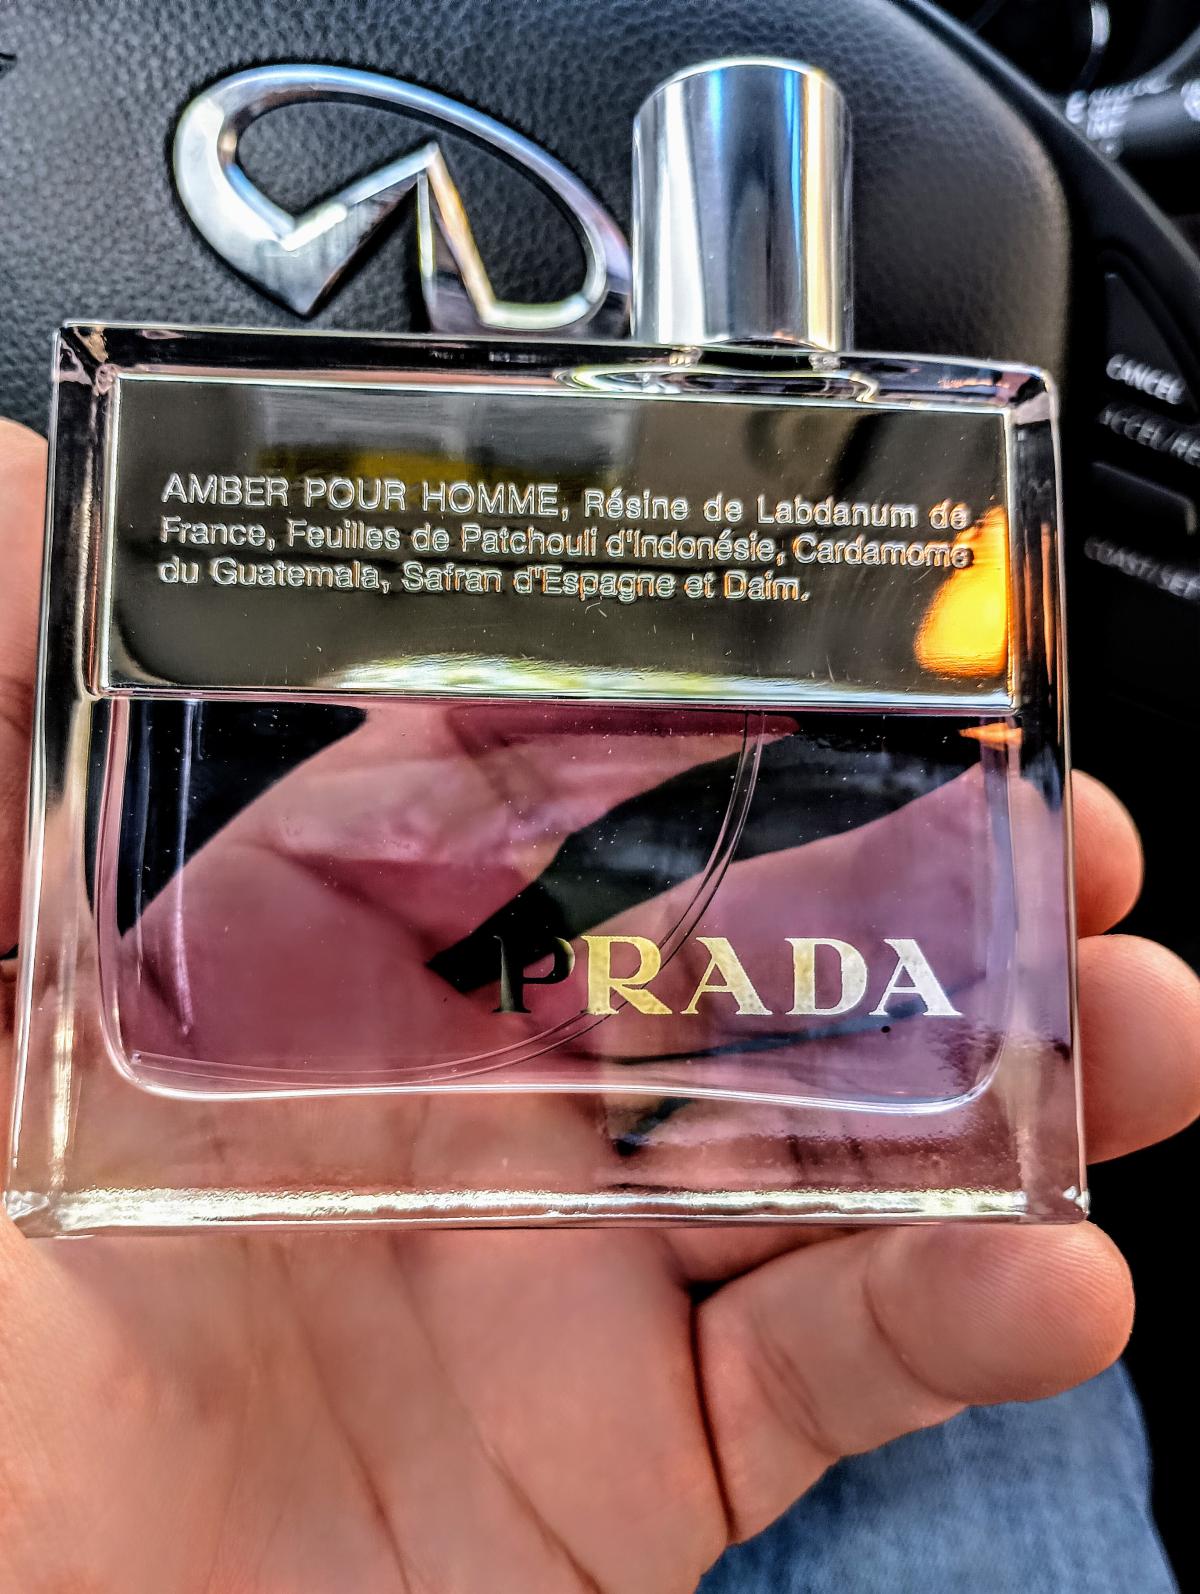 AMBER POUR HOMME, Résine de Labdanum de
France, Feuilles de Patchouli d'Indonésie, Cardamome
du Guatemala, Safran d'Espagne et Daim.
PRADA
CANCEL